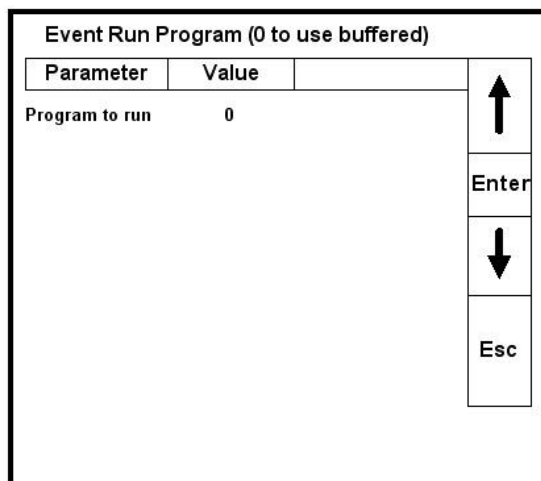 Event Run Program (0 to use buffered)
Parameter Value
Program to run 0
Enter
Esc